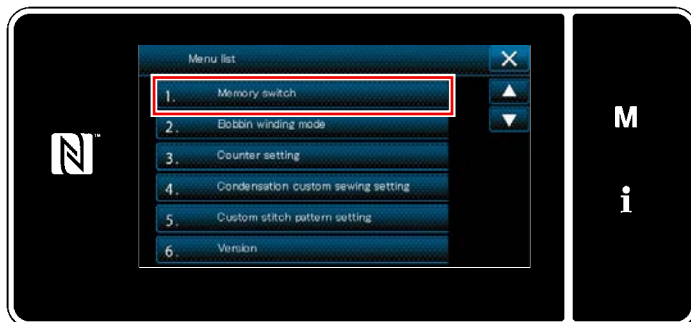 Menu list
1. Memory switch
2. Bobbin winding mode
3. Counter setting
4. Condensation custom sewing setting
5. Custom stitch pattern setting
6. Version
M
i